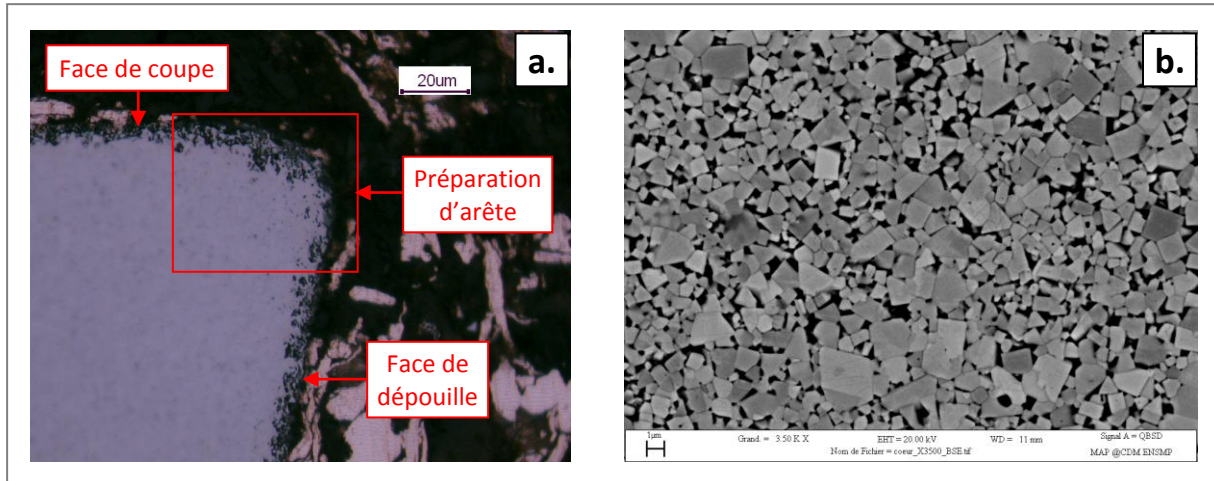 a.
Face de coupe
20um
Préparation
d'arête
Face de
dépouille
b.
1µm
Grand. = 3.50 K X
EHT = 20.00 kV
WD = 11 mm
Signal A = QBSD
Nom de Fichier = coeur_X3500_BSE.tif
MAP @CDM ENSMP